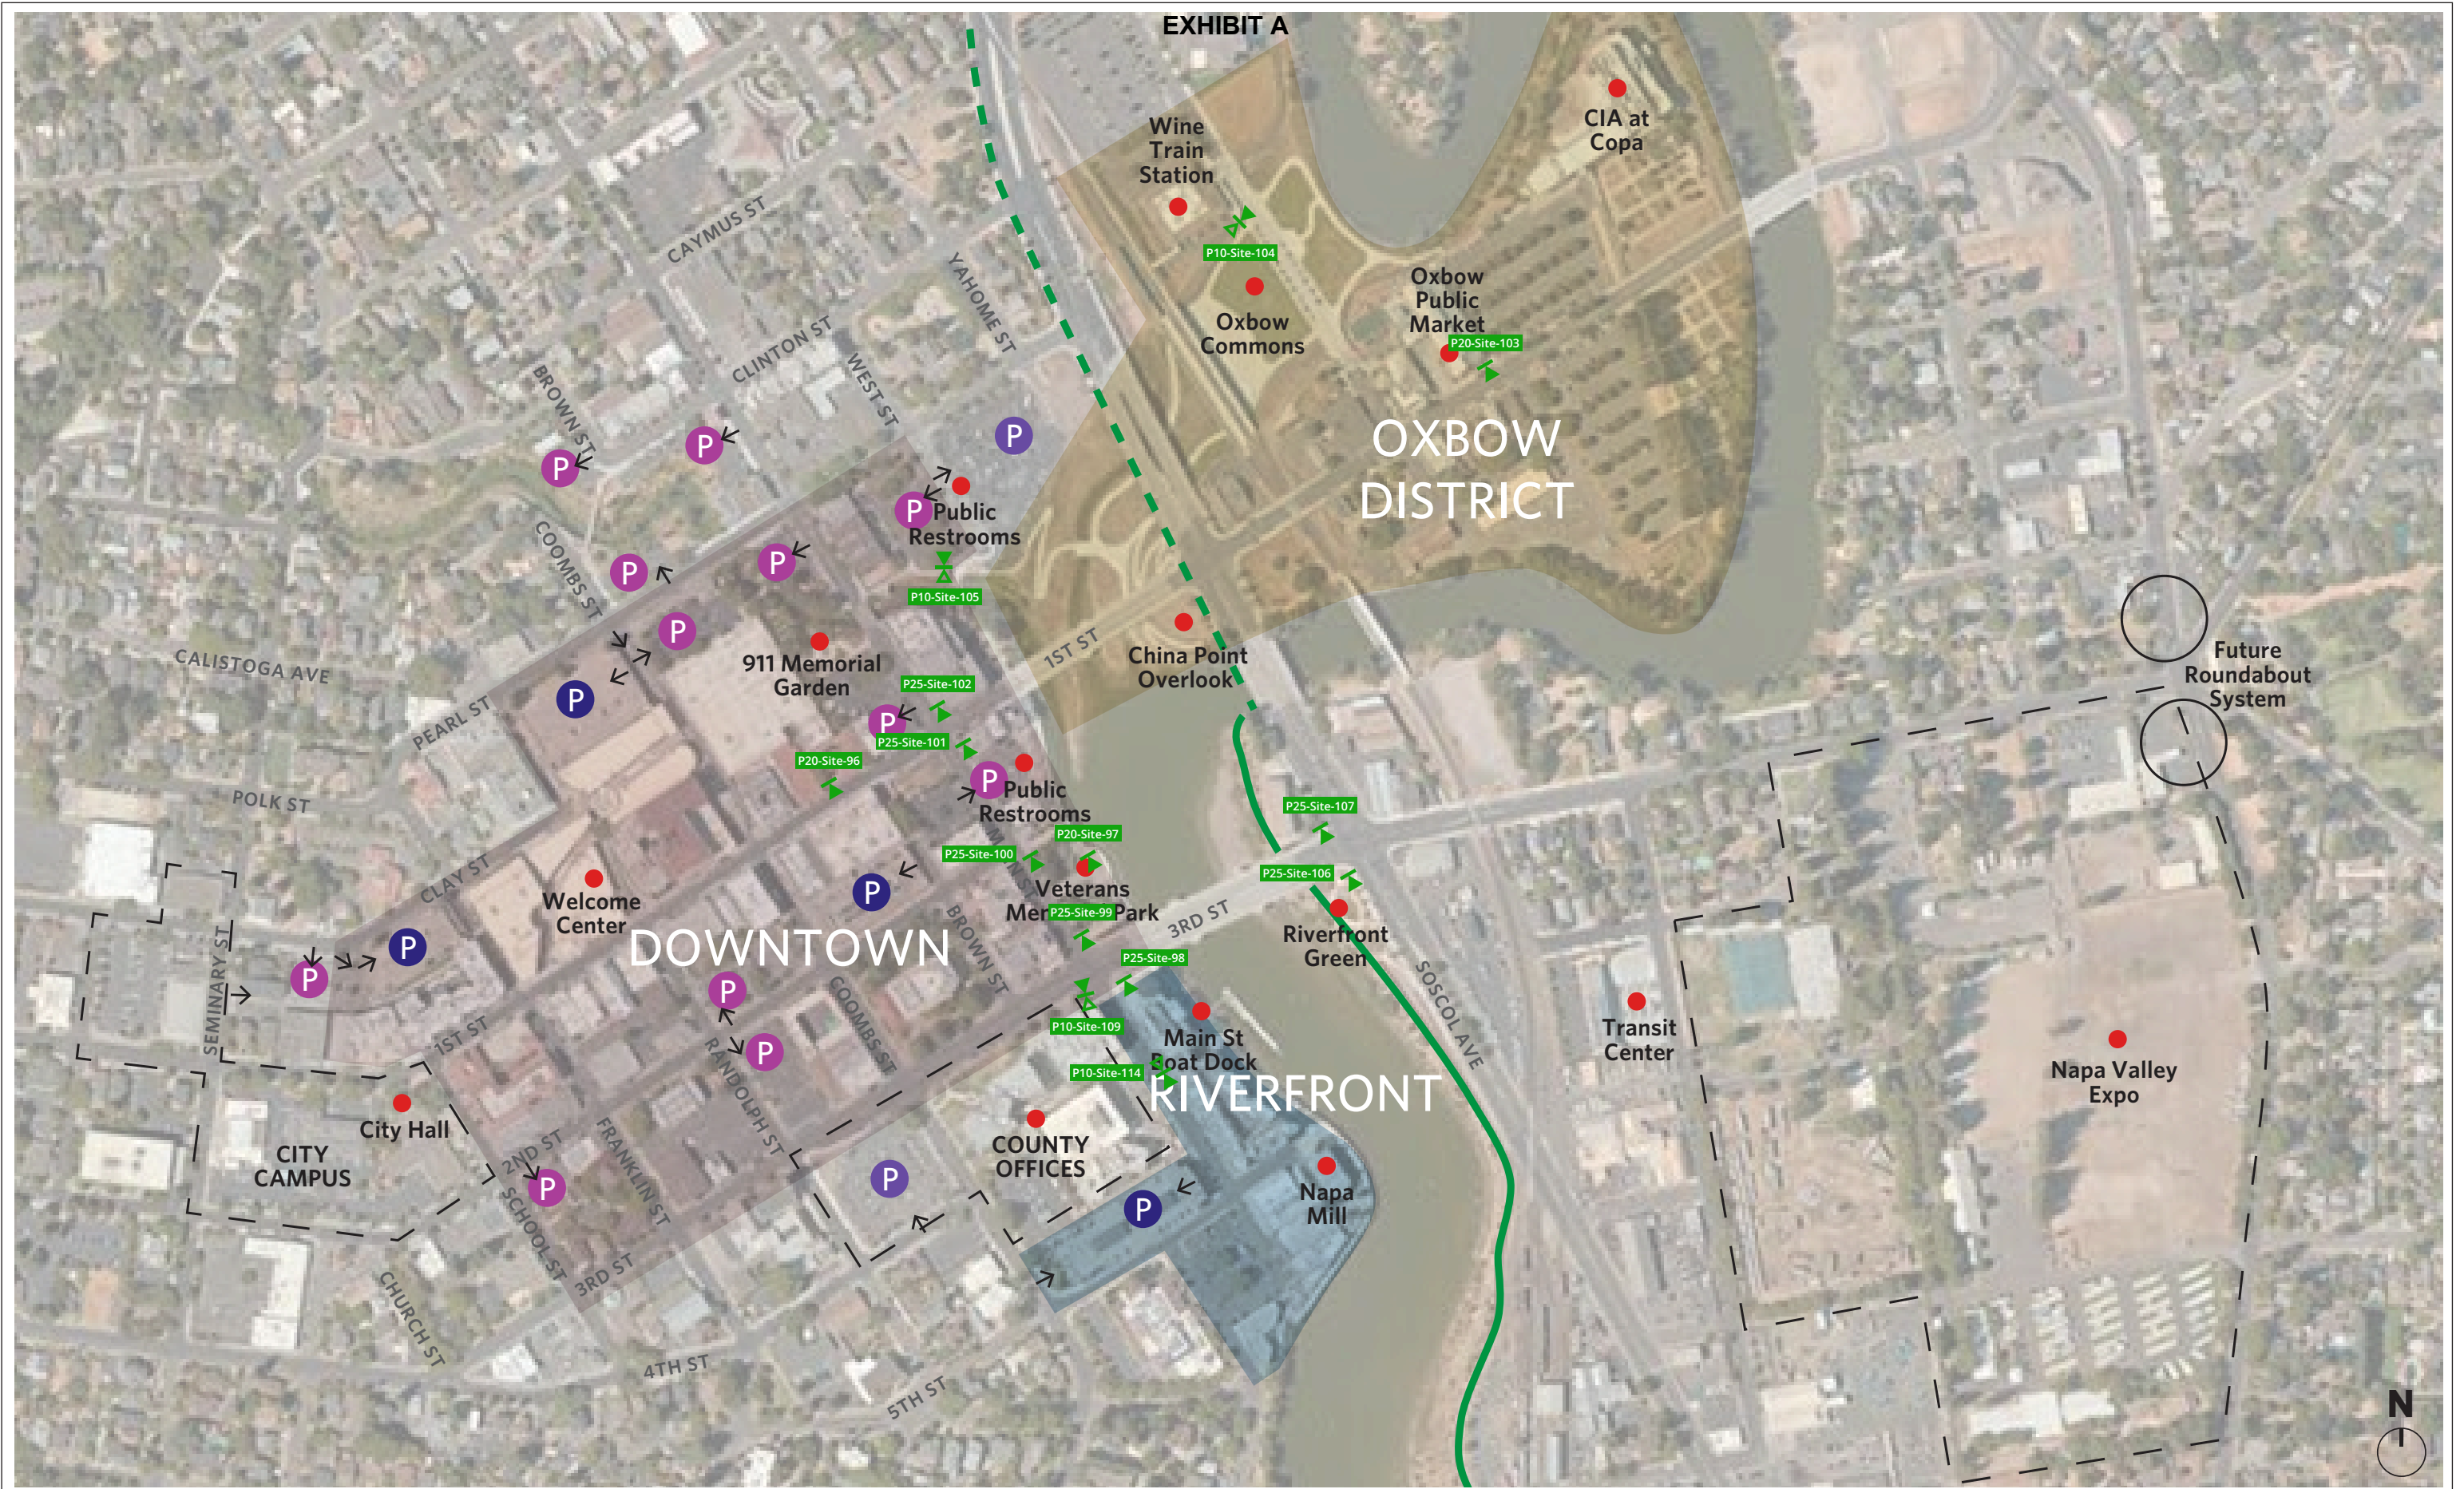 EXHIBIT A
CIA at
Copa
Wine
Train
Station
CAYMUS ST
P10-Site-104
YAHOME ST
Oxbow
Public
Market
Oxbow
Commons
P20-Site-103
CLINTON ST
WEST ST
BROWN ST
P
P
P
OXBOW
DISTRICT
P
Public
Restrooms
COOMBS ST
P
P
P10-Site-105
P
1ST ST
911 Memorial
Garden
China Point
Overlook
CALISTOGA AVE
Future
Roundabout
System
P25-Site-102
P
PEARL ST
P
P25-Site-101
P20-Site-96
P
Public
Restrooms
POLK ST
P25-Site-107
P20-Site-97
P25-Site-100
P25-Site-106
CLAY ST
P
Welcome
Center
Veterans
P25-Site-99
Park
3RD ST
BROWN ST
DOWNTOWN
Riverfront
Green
P
P
SEMINARY ST
P25-Site-98
SOSCOL AVE
P
COOMBS ST
P10-Site-109
Main St
Boat Dock
Transit
Center
1ST ST
P
RANDOLPH ST
P10-Site-114
RIVERFRONT
Napa Valley
Expo
City Hall
CITY
CAMPUS
2ND ST
FRANKLIN ST
COUNTY
OFFICES
P
P
SCHOOL ST
P
Napa
Mill
3RD ST
CHURCH ST
4TH ST
5TH ST
N